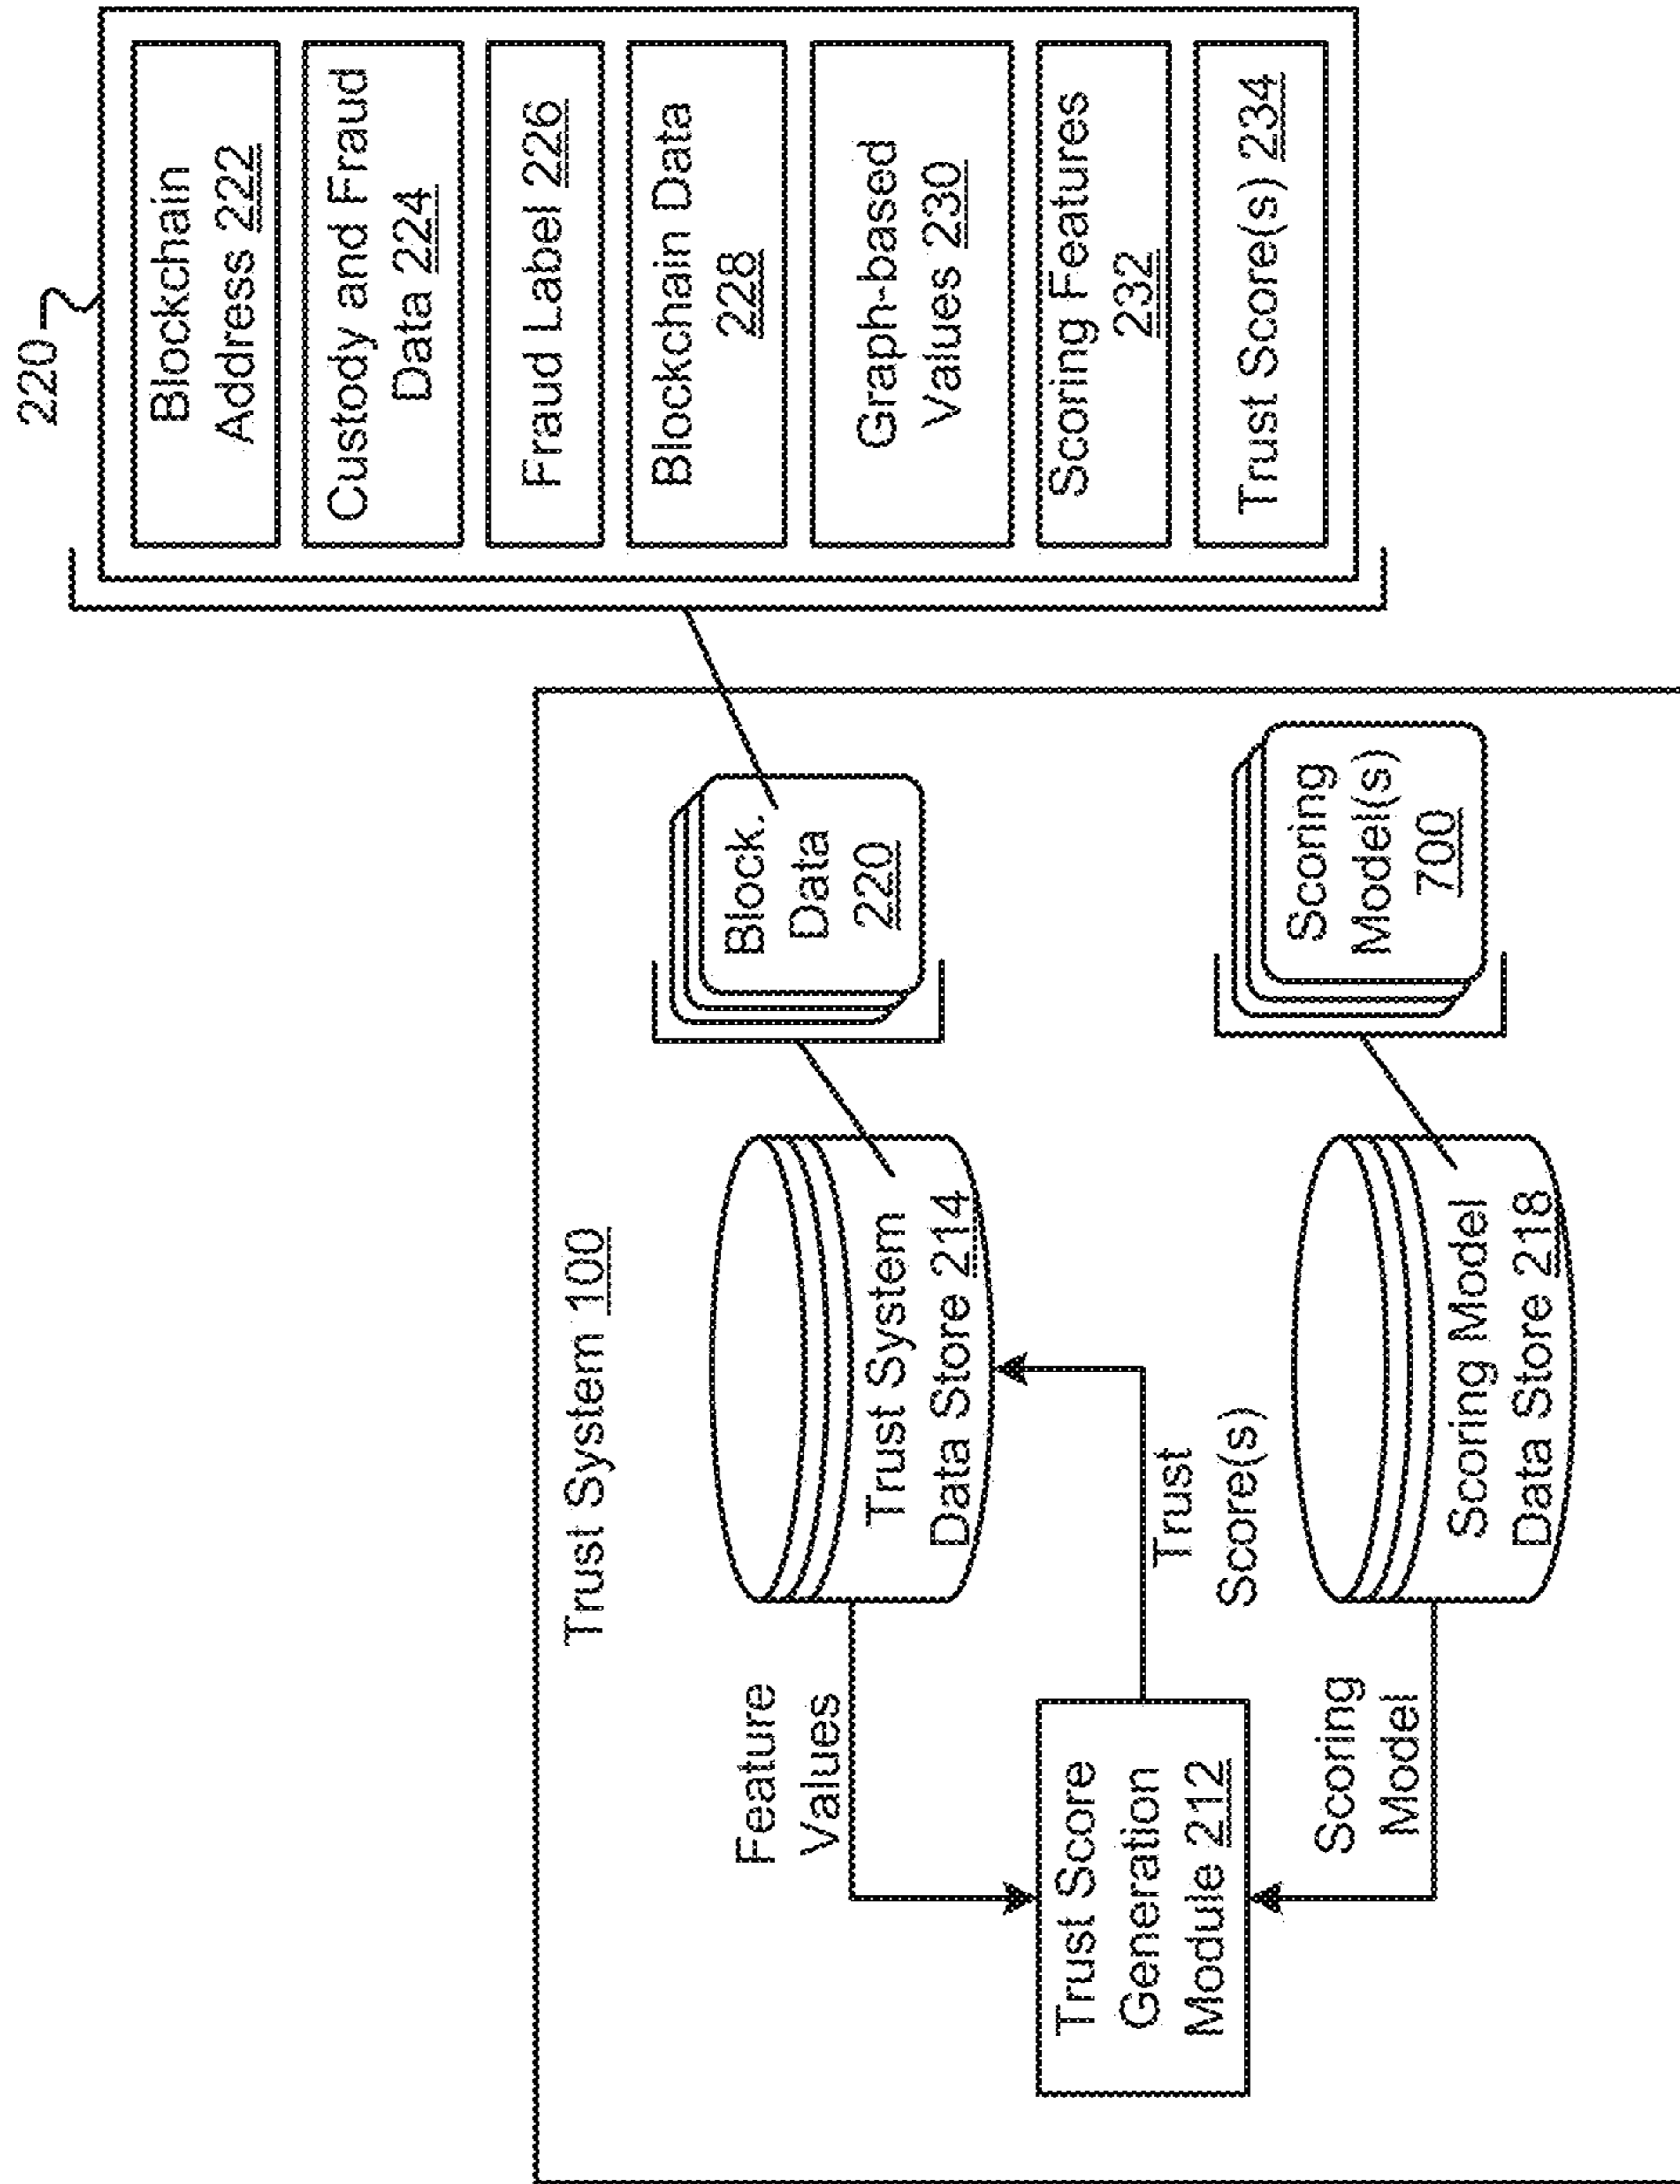 220
Blockchain
Address 222
Custody and Fraud
Data 224
Fraud Label 226
Blockchain Data
228
Graph-based
Values 230
Scoring Features
232
Trust Score(s) 234
Trust System 100
Feature
Values
Trust System
Data Store 214
Block.
Data
220
Trust Score
Generation
Module 212
Trust
Score(s)
Scoring
Model
Scoring Model
Data Store 218
Scoring
Model(s)
700